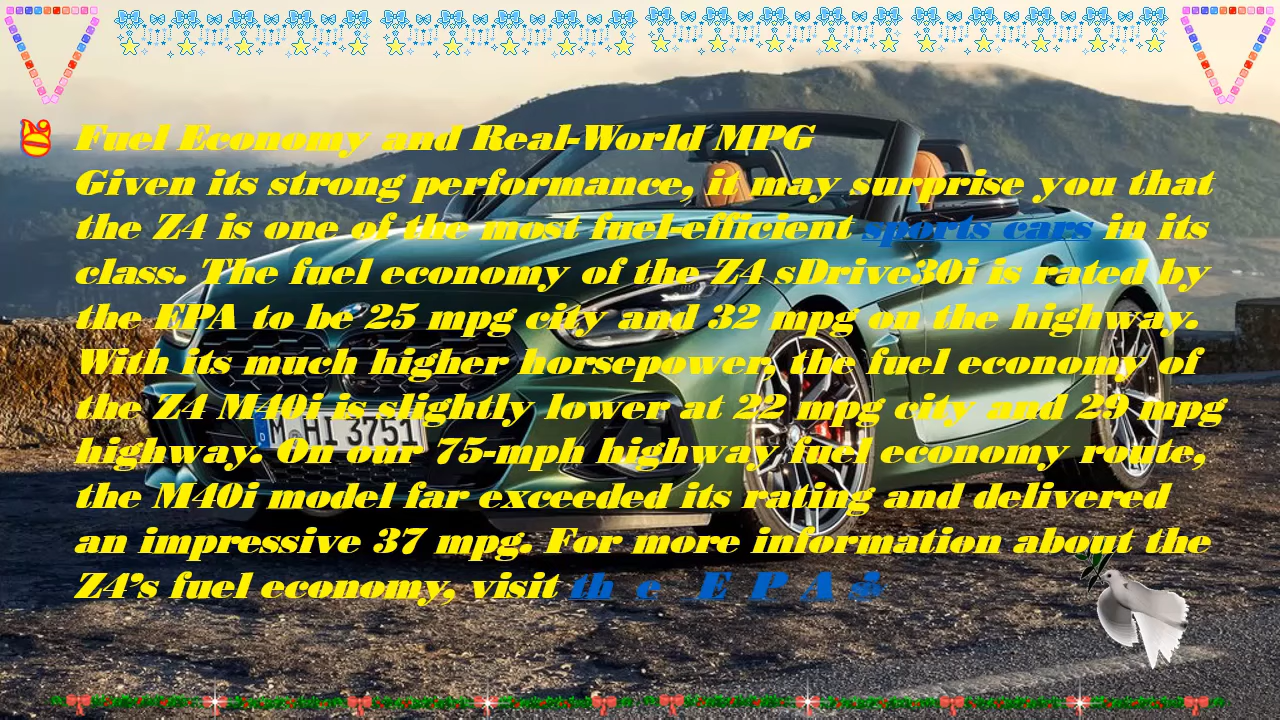 Fuel Economy and Real-World MPG
Given its strong performance, it may surprise you that
the Z4 is one of the most fuel-efficient sports cars in its
class. The fuel economy of the Z4 sDrive30i is rated by
the EPA to be 25 mpg city and 32 mpg on the highway.
With its much higher horsepower, the fuel economy of
the Z4 M40i is slightly lower at 22 mpg city and 29 mpg
highway. On our 75-mph highway fuel economy route,
the M40i model far exceeded its rating and delivered
an impressive 37 mpg. For more information about the
Z4’s fuel economy, visit th e E P A
M HI 3751